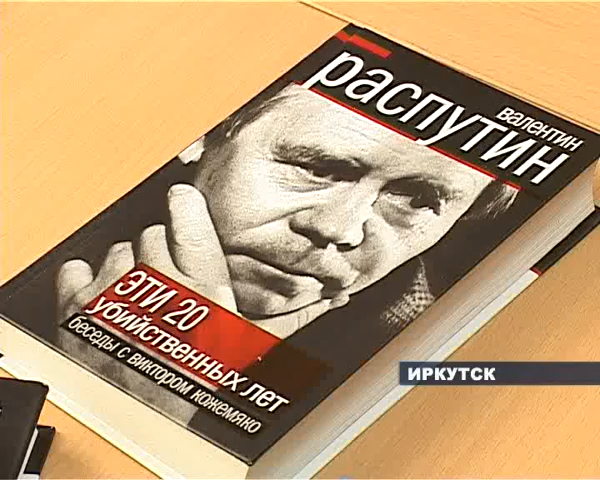 валентин
распутин
ЭТИ 20
убийственных лет
беседы с виктором кожемяко
ИРКУТСК